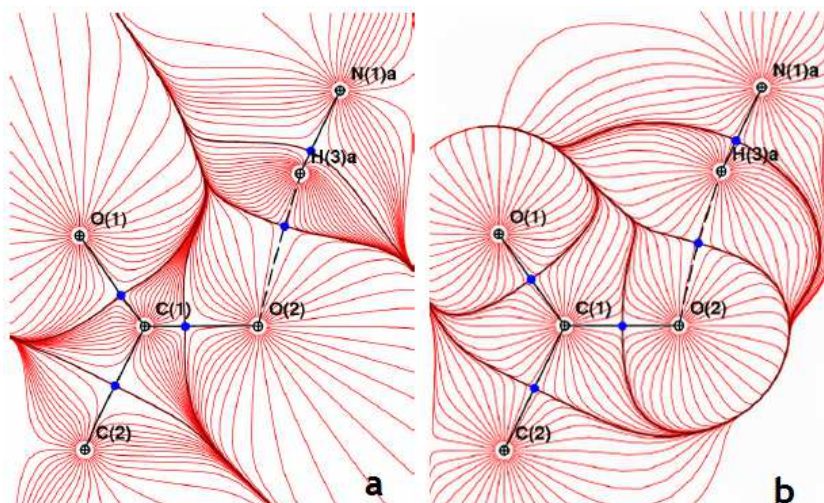 N(1)a
H(3)a
O(1)
C(1)
O(2)
C(2)
a
N(1)a
H(3)a
O(1)
C(1)
O(2)
C(2)
b